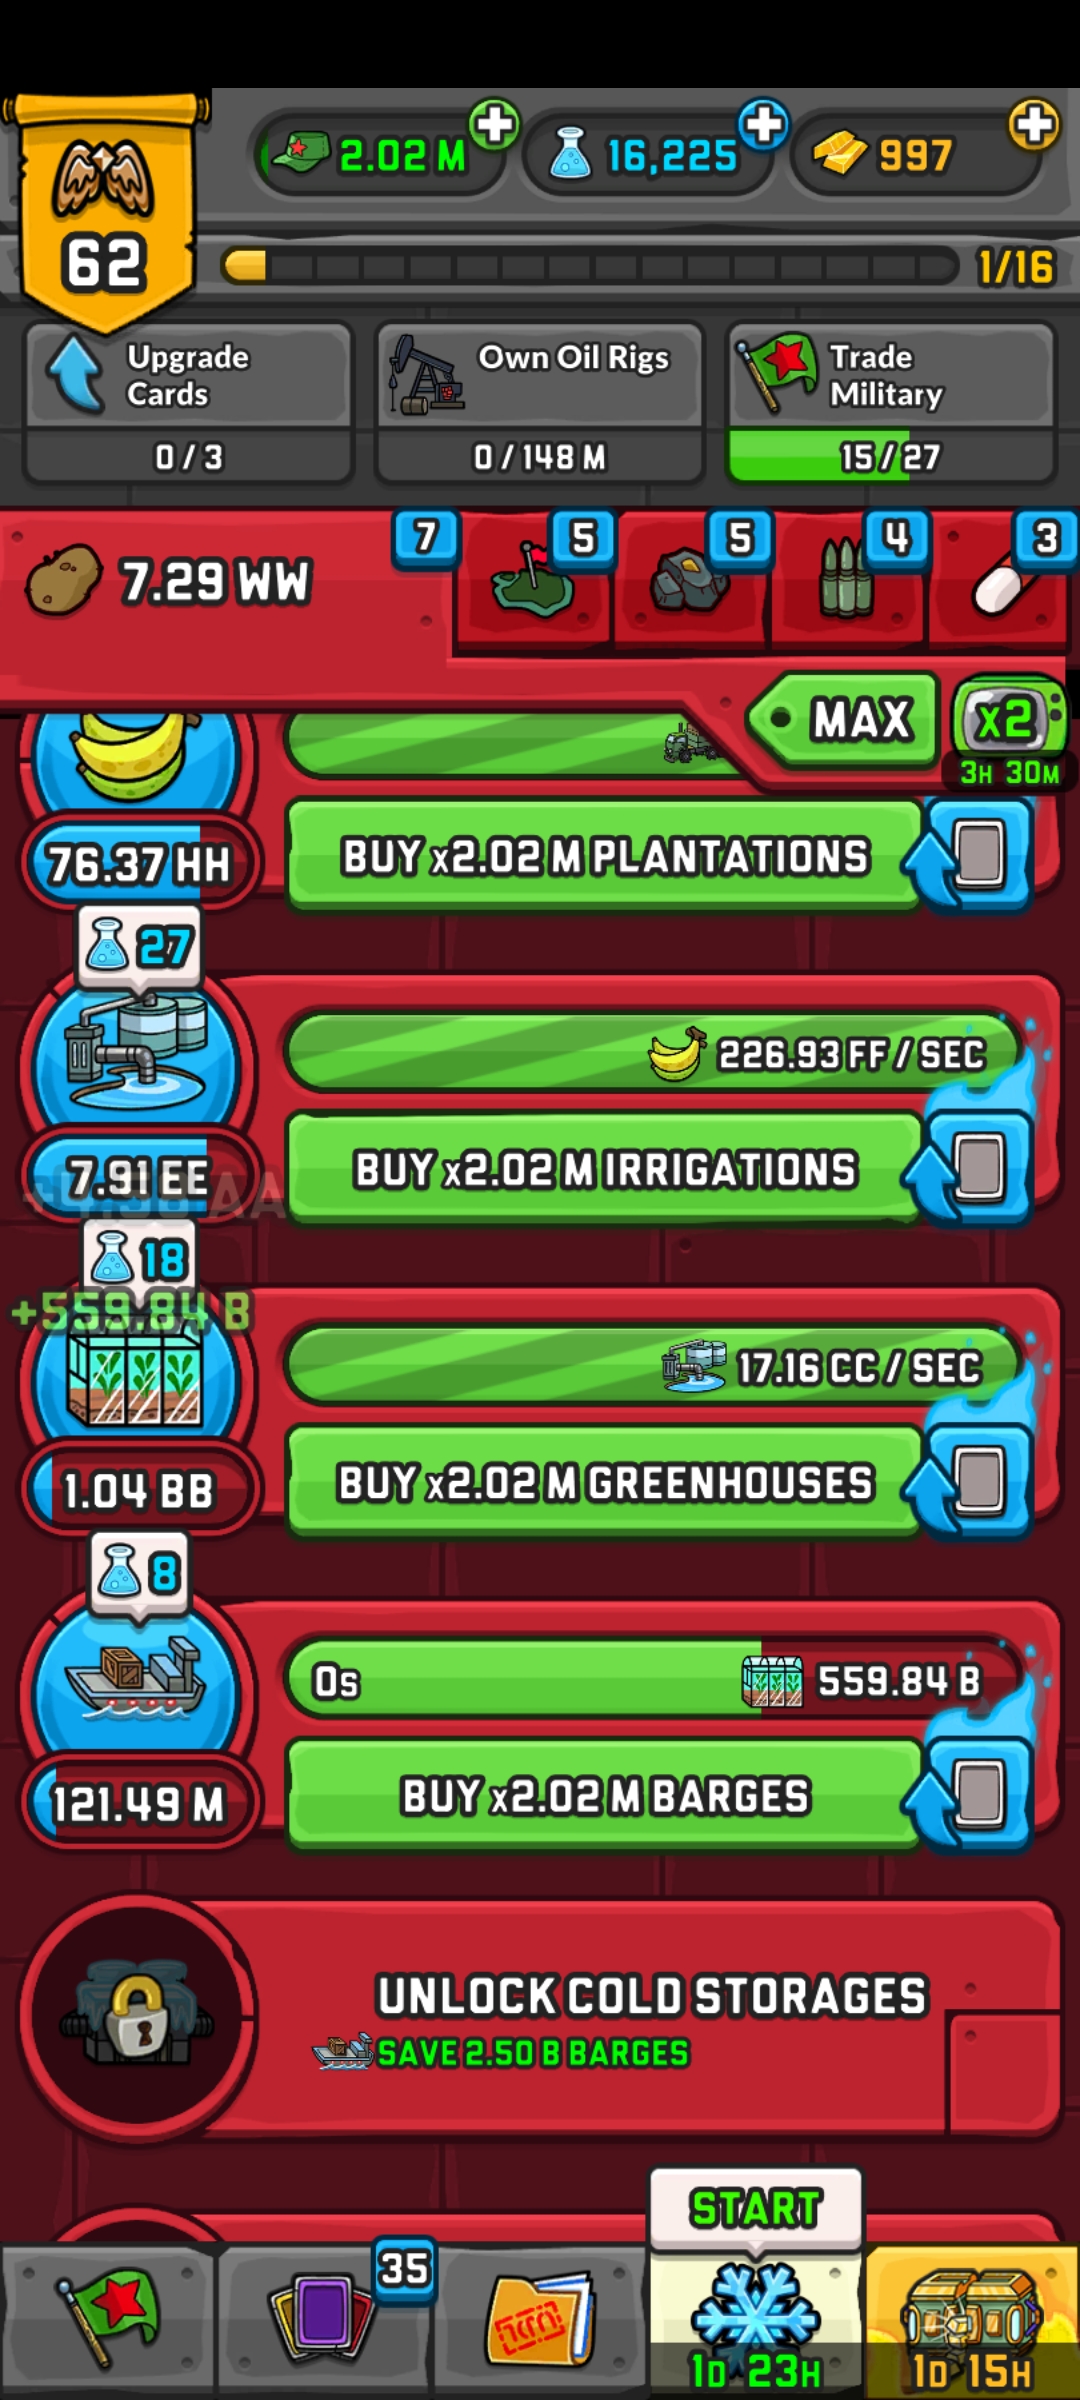 2.02 M
16,225
997
62
1/16
Upgrade
Cards
0/3
Own Oil Rigs
0/148 M
Trade
Military
15/27
7.29 WW
7
5
5
4
3
MAX
x2
3H 30M
76.37 HH
BUY x2.02 M PLANTATIONS
27
226.93 FF / SEC
7.91 EE
BUY x2.02 M IRRIGATIONS
18
+559.84 B
17.16 CC / SEC
1.04 BB
BUY x2.02 M GREENHOUSES
8
0s
559.84 B
121.49 M
BUY x2.02 M BARGES
UNLOCK COLD STORAGES
SAVE 2.50 B BARGES
START
35
1D 23H
1D 15H